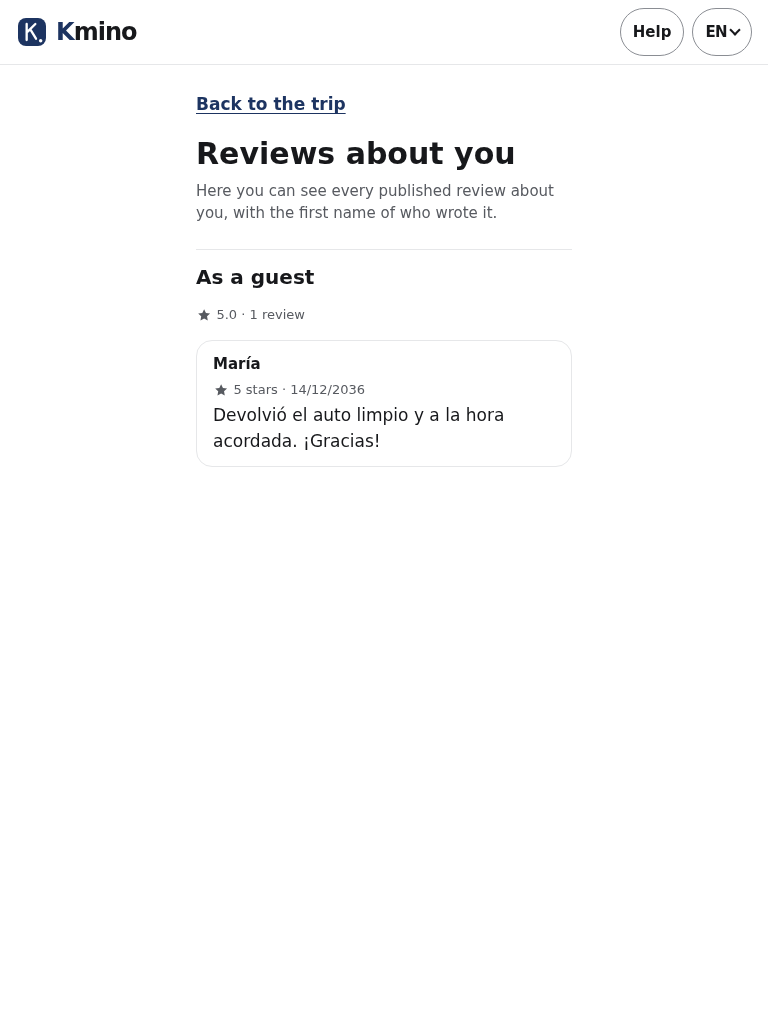 K. Kmino
Help
EN
Back to the trip
Reviews about you
Here you can see every published review about
you, with the first name of who wrote it.
As a guest
5.0 · 1 review
María
5 stars · 14/12/2036
Devolvió el auto limpio y a la hora
acordada. ¡Gracias!